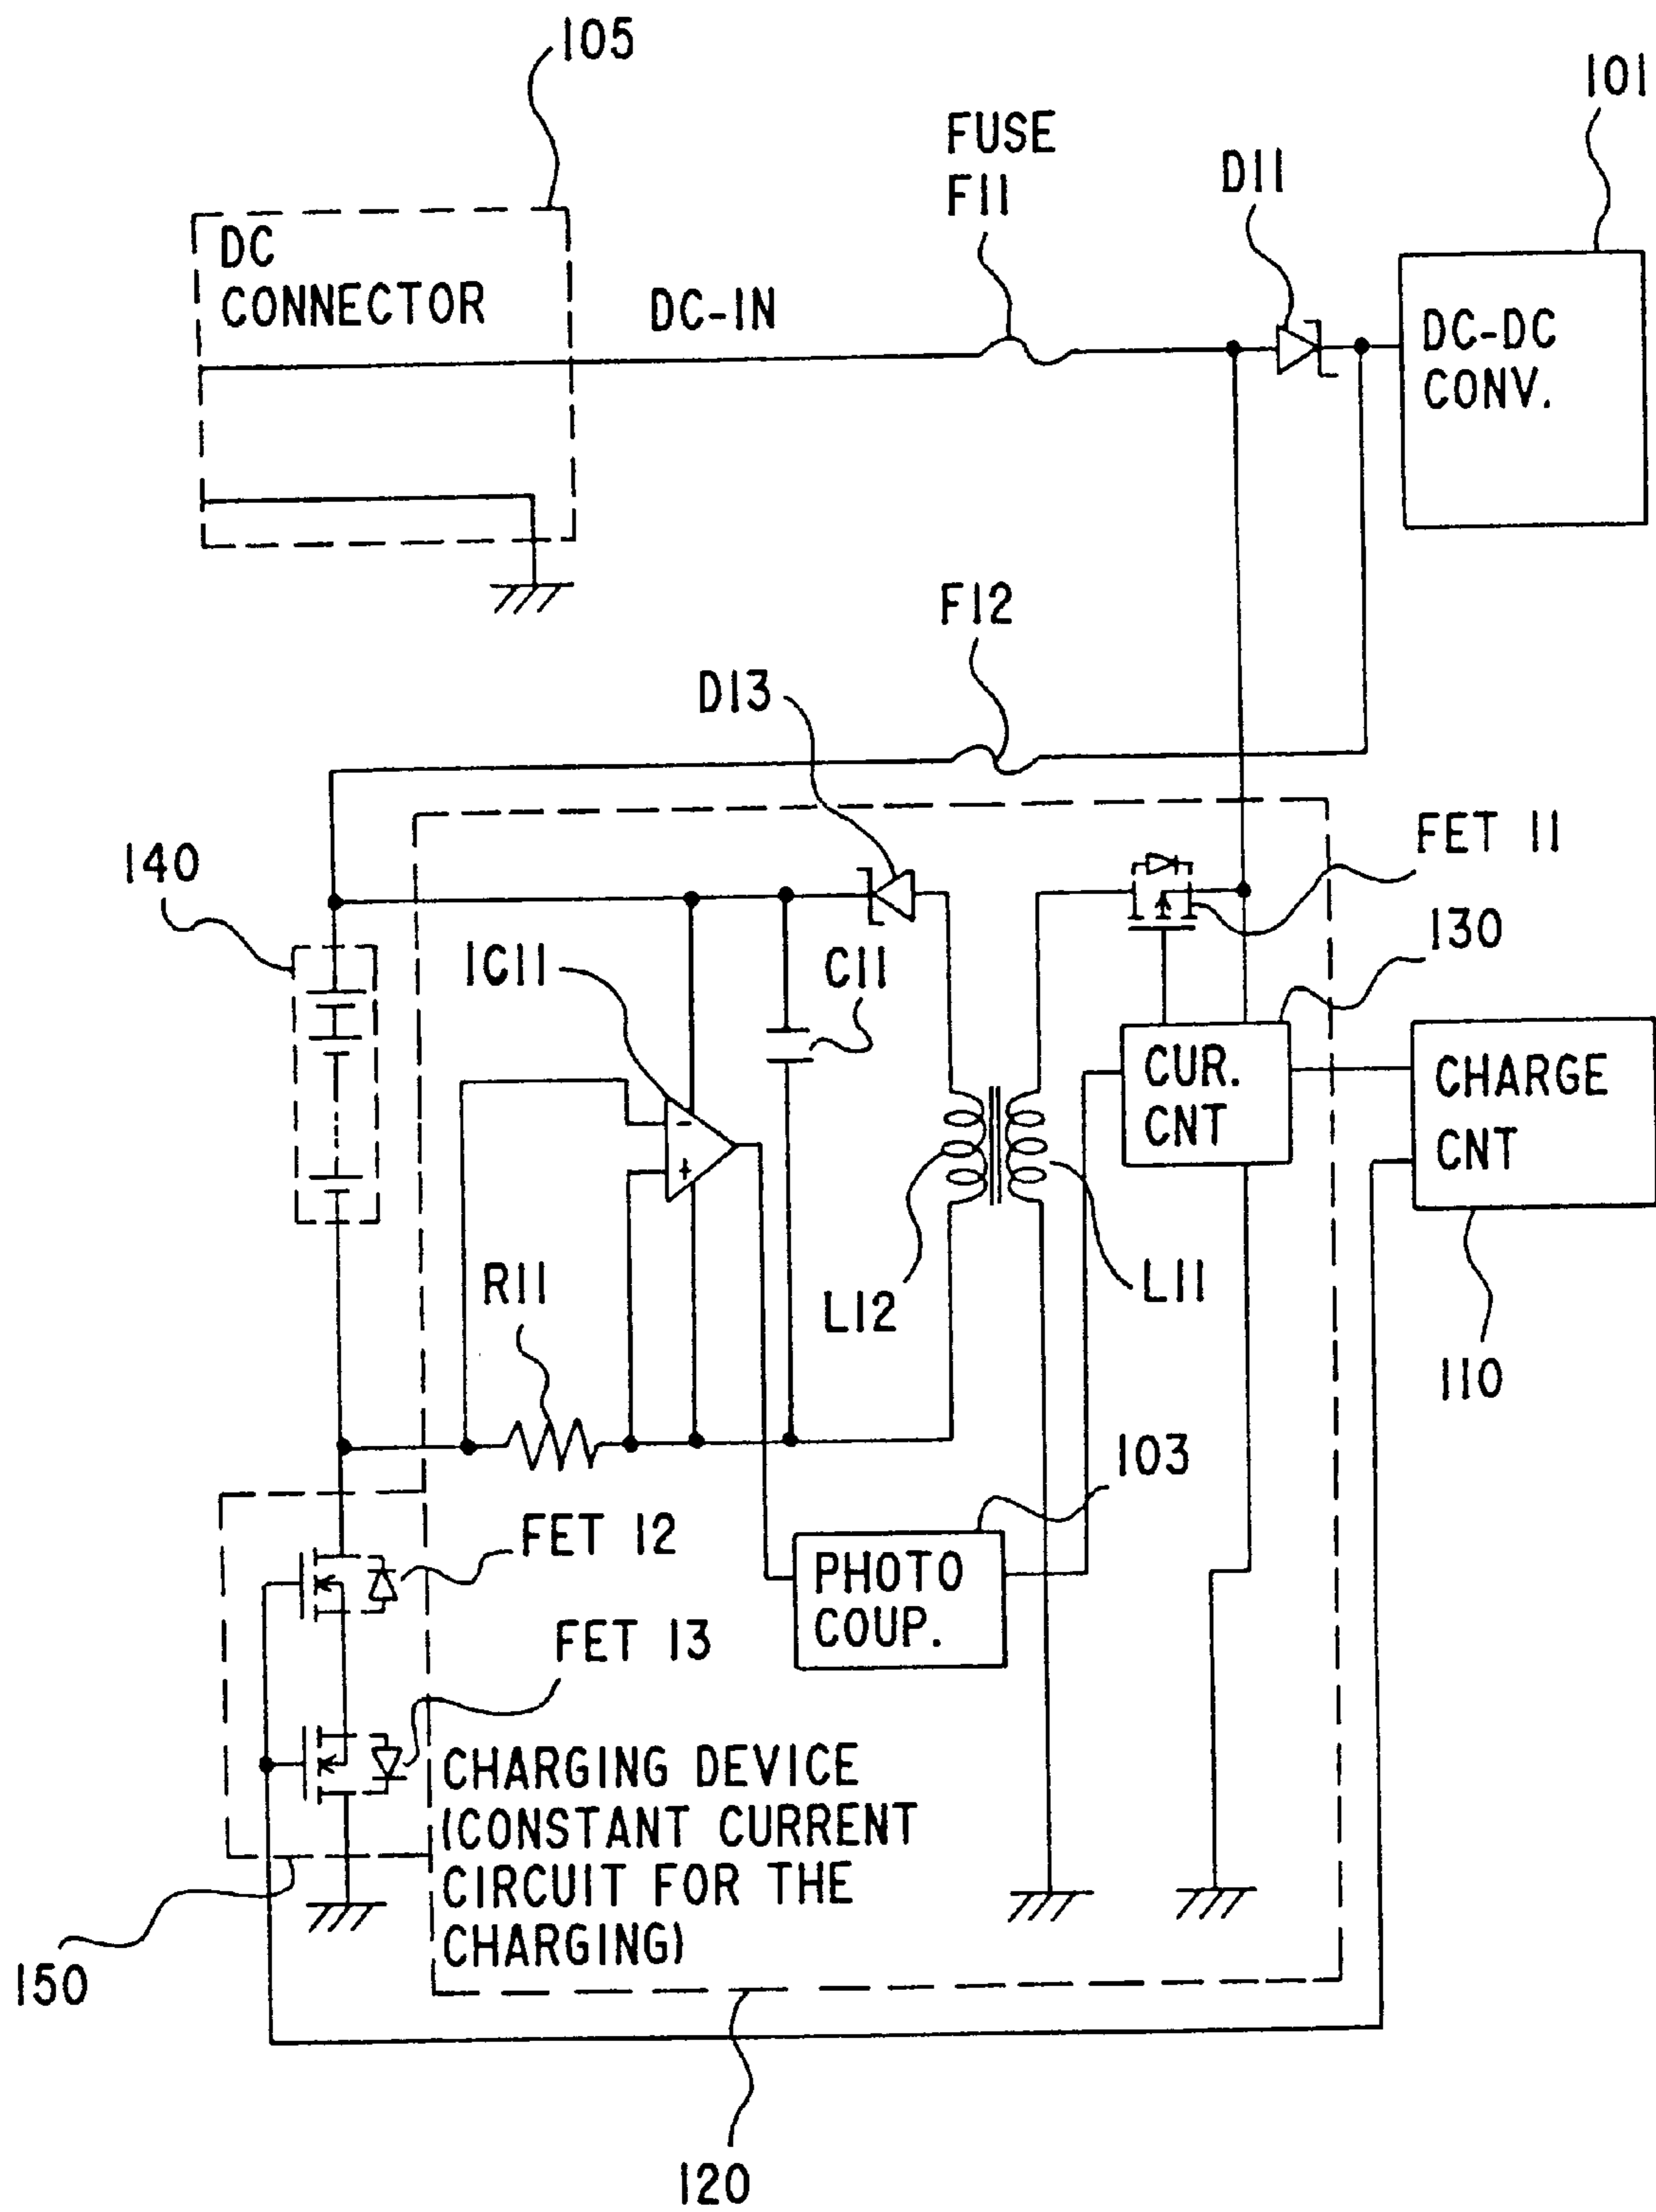 105
101
FUSE
F11
D11
DC
CONNECTOR
DC-IN
DC-DC
CONV.
F12
D13
FET 11
140
130
IC11
C11
CUR.
CNT
CHARGE
CNT
R11
L12
L11
110
103
FET 12
PHOTO
COUP.
FET 13
CHARGING DEVICE
(CONSTANT CURRENT
CIRCUIT FOR THE
CHARGING)
150
120
-
+